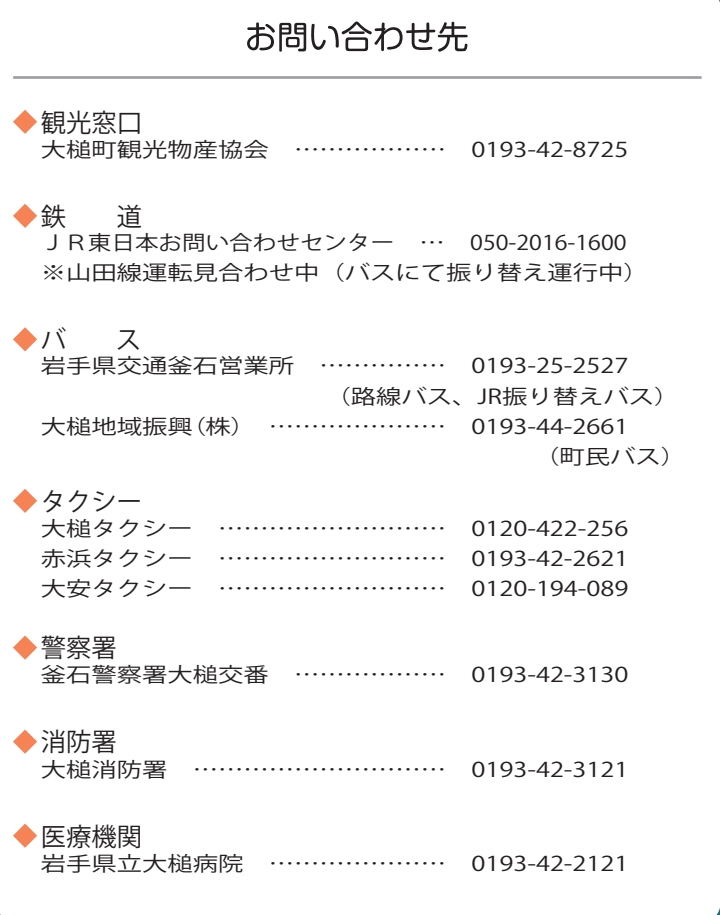 お問い合わせ先
◆観光窓口
大槌町観光物産協会 ……………… 0193-42-8725
◆鉄　　道
ＪＲ東日本お問い合わせセンター … 050-2016-1600
※山田線運転見合わせ中（バスにて振り替え運行中）
◆バ　　ス
岩手県交通釜石営業所 …………… 0193-25-2527
（路線バス、JR振り替えバス）
大槌地域振興（株） ………………… 0193-44-2661
（町民バス）
◆タクシー
大槌タクシー ……………………… 0120-422-256
赤浜タクシー ……………………… 0193-42-2621
大安タクシー ……………………… 0120-194-089
◆警察署
釜石警察署大槌交番 ……………… 0193-42-3130
◆消防署
大槌消防署 ………………………… 0193-42-3121
◆医療機関
岩手県立大槌病院 ………………… 0193-42-2121